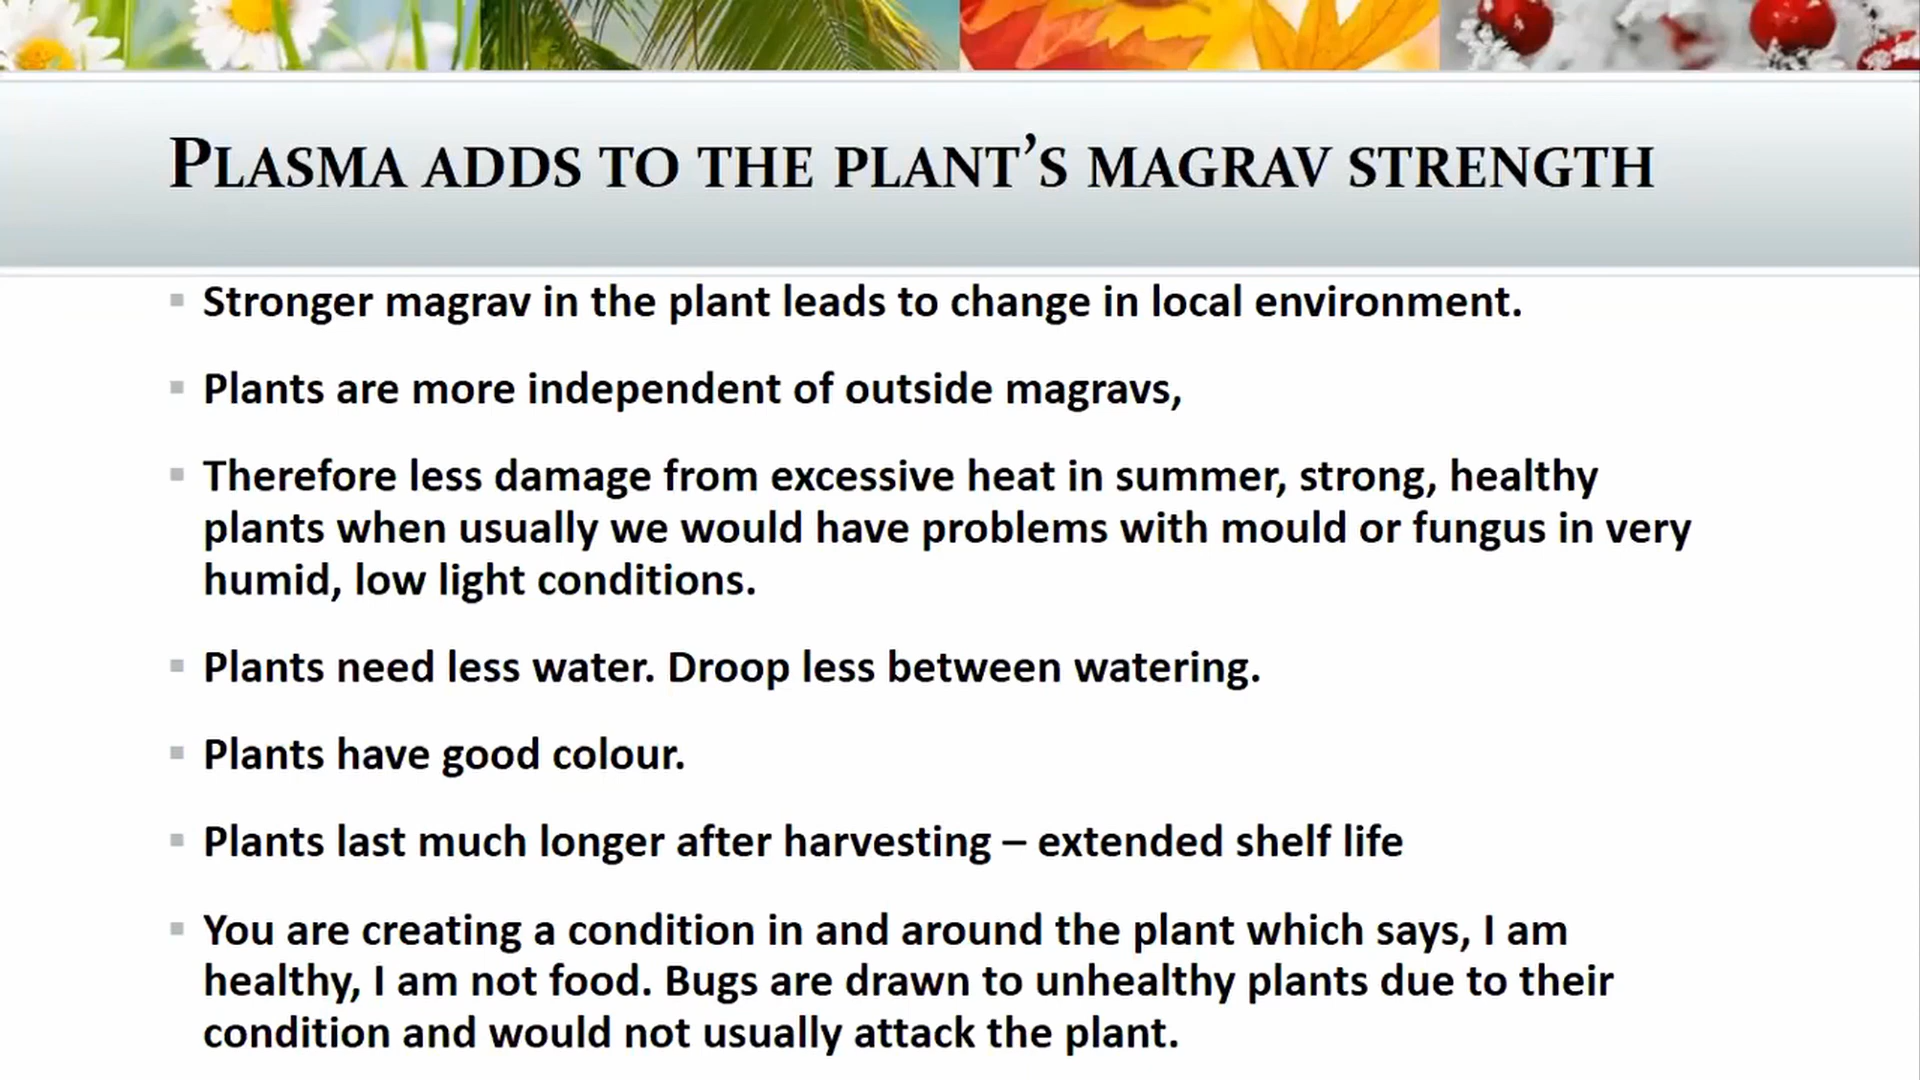 PLASMA ADDS TO THE PLANT’S MAGRAV STRENGTH
Stronger magrav in the plant leads to change in local environment.
Plants are more independent of outside magravs,
Therefore less damage from excessive heat in summer, strong, healthy
plants when usually we would have problems with mould or fungus in very
humid, low light conditions.
Plants need less water. Droop less between watering.
Plants have good colour.
Plants last much longer after harvesting – extended shelf life
You are creating a condition in and around the plant which says, I am
healthy, I am not food. Bugs are drawn to unhealthy plants due to their
condition and would not usually attack the plant.